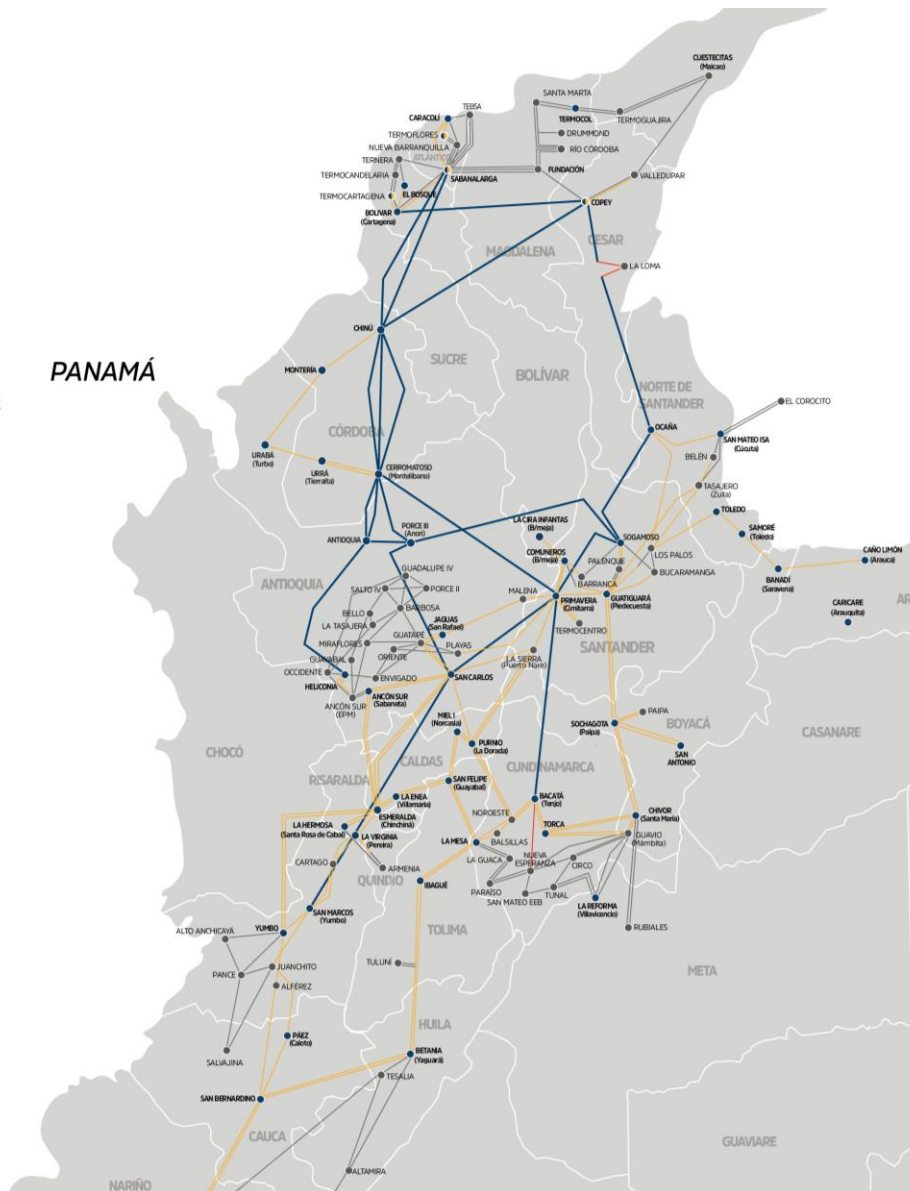 CUESTECITAS
(Maicao)
SANTA MARTA
TEBSA
CARACOLÍ
TERMOCOL
TERMOGUAJIRA
TERMOFLORES
DRUMMOND
NUEVA BARRANQUILLA
RÍO CÓRDOBA
ATLÁNTICO
TERNERA
SABANALARGA
FUNDACIÓN
VALLEDUPAR
TERMOCANDELARIA
EL BOSQUE
TERMOCARTAGENA
COPEY
BOLIVAR
(Cartagena)
CESAR
MAGDALENA
LA LOMA
CHINÚ
SUCRE
PANAMÁ
MONTERÍA
BOLÍVAR
NORTE DE
SANTANDER
EL COROCITO
CÓRDOBA
OCAÑA
SAN MATEO ISA
(Cúcuta)
URABÁ
(Turbo)
URRÁ
(Tierralta)
CERROMATOSO
(Montelíbano)
BELÉN
TASAJERO
(Zulia)
TOLEDO
LA CIRA INFANTAS
(B/meja)
PORCE III
(Anorí)
SAMORÉ
(Toledo)
ANTIOQUIA
SOGAMOSO
COMUNEROS
(B/meja)
LOS PALOS
CAÑO LIMÓN
(Arauca)
PALENQUE
BANADÍ
(Saravena)
GUADALUPE IV
BUCARAMANGA
BARRANCA
ANTIOQUIA
SALTO IV
PORCE II
MALENA
PRIMAVERA
(Cimitarra)
GUATIGUARÁ
(Piedecuesta)
CARICARE
(Arauquita)
AR
BARBOSA
BELLO
JAGUAS
(San Rafael)
LA TASAJERA
TERMOCENTRO
MIRAFLORES
GUATAPÉ
PLAYAS
SANTANDER
ORIENTE
GUAYABAL
LA SIERRA
(Puerto Nare)
OCCIDENTE
ENVIGADO
SAN CARLOS
HELICONIA
ANCÓN SUR
(Sabaneta)
ANCÓN SUR
(EPM)
PAIPA
MIEL I
(Norcasia)
SOCHAGOTA
(Paipa)
BOYACÁ
CASANARE
PURNIO
(La Dorada)
SAN
ANTONIO
CHOCÓ
CALDAS
CUNDINAMARCA
RISARALDA
SAN FELIPE
(Guayabal)
LA ENEA
(Villamaria)
BACATÁ
(Tenjo)
CHIVOR
(Santa Maria)
ESMERALDA
(Chinchiná)
NOROESTE
LA HERMOSA
(Santa Rosa de Cabal)
TORCA
LA VIRGINIA
(Pereira)
BALSILLAS
GUAVIO
(Mambita)
LA MESA
CARTAGO
LA GUACA
NUEVA
ESPERANZA
CIRCO
ARMENIA
QUINDÍO
IBAGUÉ
PARAÍSO
TUNAL
SAN MATEO EEB
LA REFORMA
(Villavicencio)
SAN MARCOS
(Yumbo)
ALTO ANCHICAYÁ
YUMBO
TOLIMA
RUBIALES
JUANCHITO
TULUNÍ
PANCE
META
ALFÉREZ
HUILA
PÁEZ
(Caloto)
BETANIA
(Yaguará)
SALVAJINA
TESALIA
SAN BERNARDINO
CAUCA
GUAVIARE
ALTAMIRA
NARIÑO